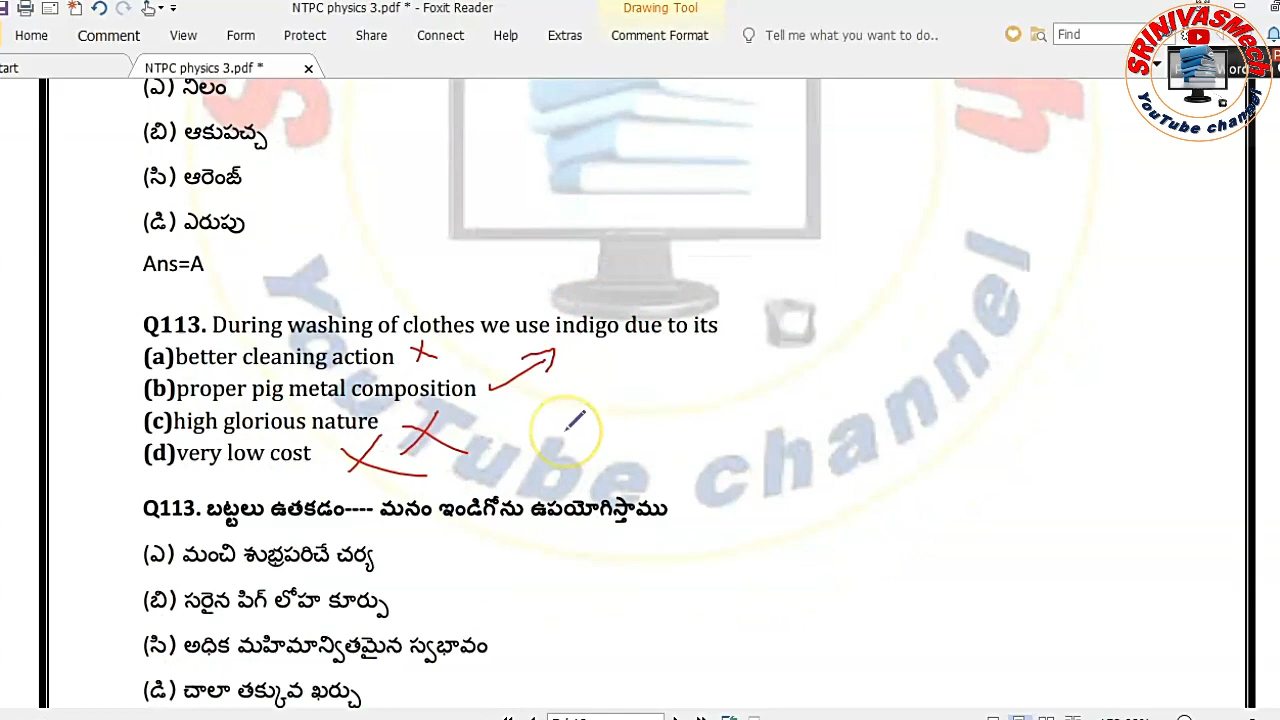 NTPC physics 3.pdf * - Foxit Reader
Drawing Tool
Home Comment View Form Protect Share Connect Help Extras Comment Format Tell me what you want to do.. Find
tart NTPC physics 3.pdf *
SRINIVASMech
YouTube channel
(ఎ) నీలం
(బి) ఆకుపచ్చ
(సి) ఆరెంజ్
(డి) ఎరుపు
Ans=A
Q113. During washing of clothes we use indigo due to its
(a)better cleaning action
(b)proper pig metal composition
(c)high glorious nature
(d)very low cost
Q113. బట్టలు ఉతకడం---- మనం ఇండిగోను ఉపయోగిస్తాము
(ఎ) మంచి శుభ్రపరిచే చర్య
(బి) సరైన పిగ్ లోహ కూర్పు
(సి) అధిక మహిమాన్వితమైన స్వభావం
(డి) చాలా తక్కువ ఖర్చు
YouTube channel